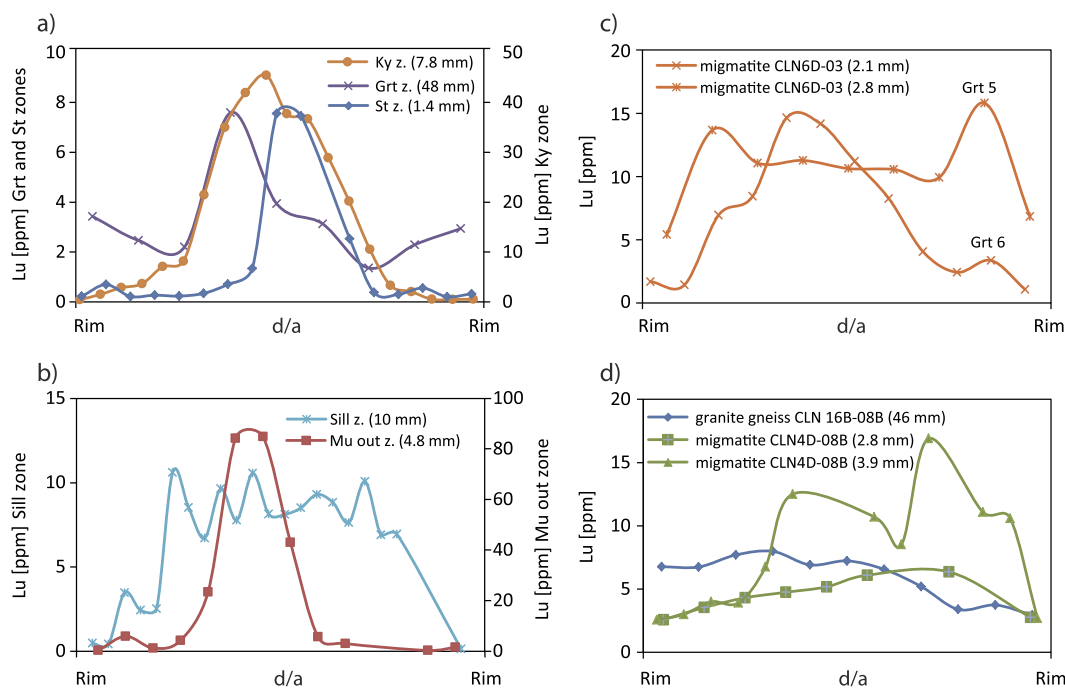 a)
10
8
6
4
2
0
Lu [ppm] Grt and St zones
50
40
30
20
10
0
Lu [ppm] Ky zone
Ky z. (7.8 mm)
Grt z. (48 mm)
St z. (1.4 mm)
Rim
d/a
Rim
c)
20
15
10
5
0
Lu [ppm]
migmatite CLN6D-03 (2.1 mm)
migmatite CLN6D-03 (2.8 mm)
Grt 5
Grt 6
Rim
d/a
Rim
b)
15
10
5
0
Lu [ppm] Sill zone
100
80
60
40
20
0
Lu [ppm] Mu out zone
Sill z. (10 mm)
Mu out z. (4.8 mm)
Rim
d/a
Rim
d)
20
15
10
5
0
Lu [ppm]
granite gneiss CLN 16B-08B (46 mm)
migmatite CLN4D-08B (2.8 mm)
migmatite CLN4D-08B (3.9 mm)
Rim
d/a
Rim